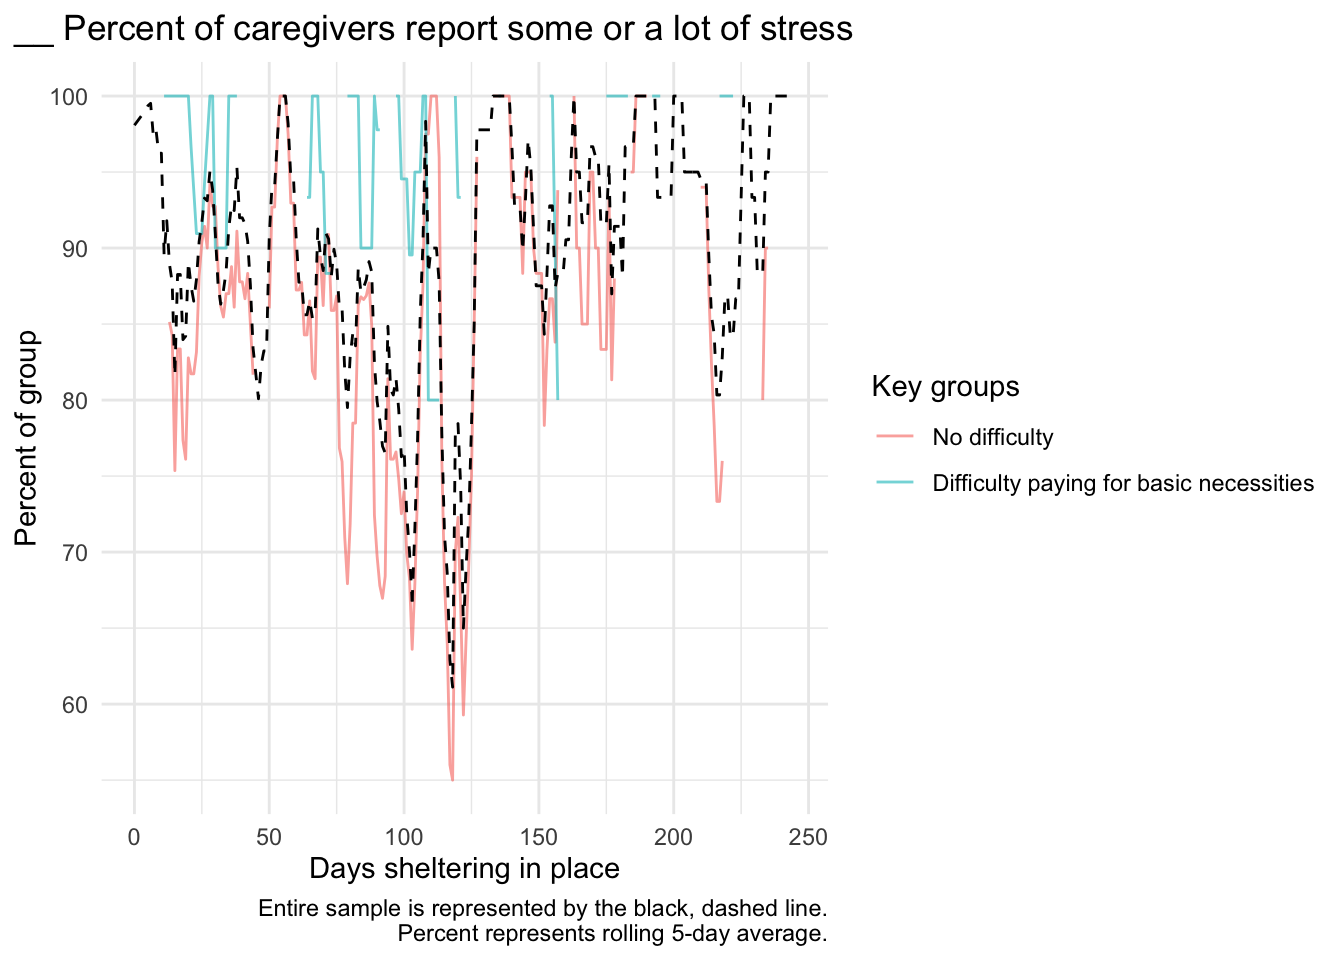 __ Percent of caregivers report some or a lot of stress
100
90
80
70
60
Percent of group
0 50 100 150 200 250
Days sheltering in place
Key groups
No difficulty
Difficulty paying for basic necessities
Entire sample is represented by the black, dashed line.
Percent represents rolling 5-day average.